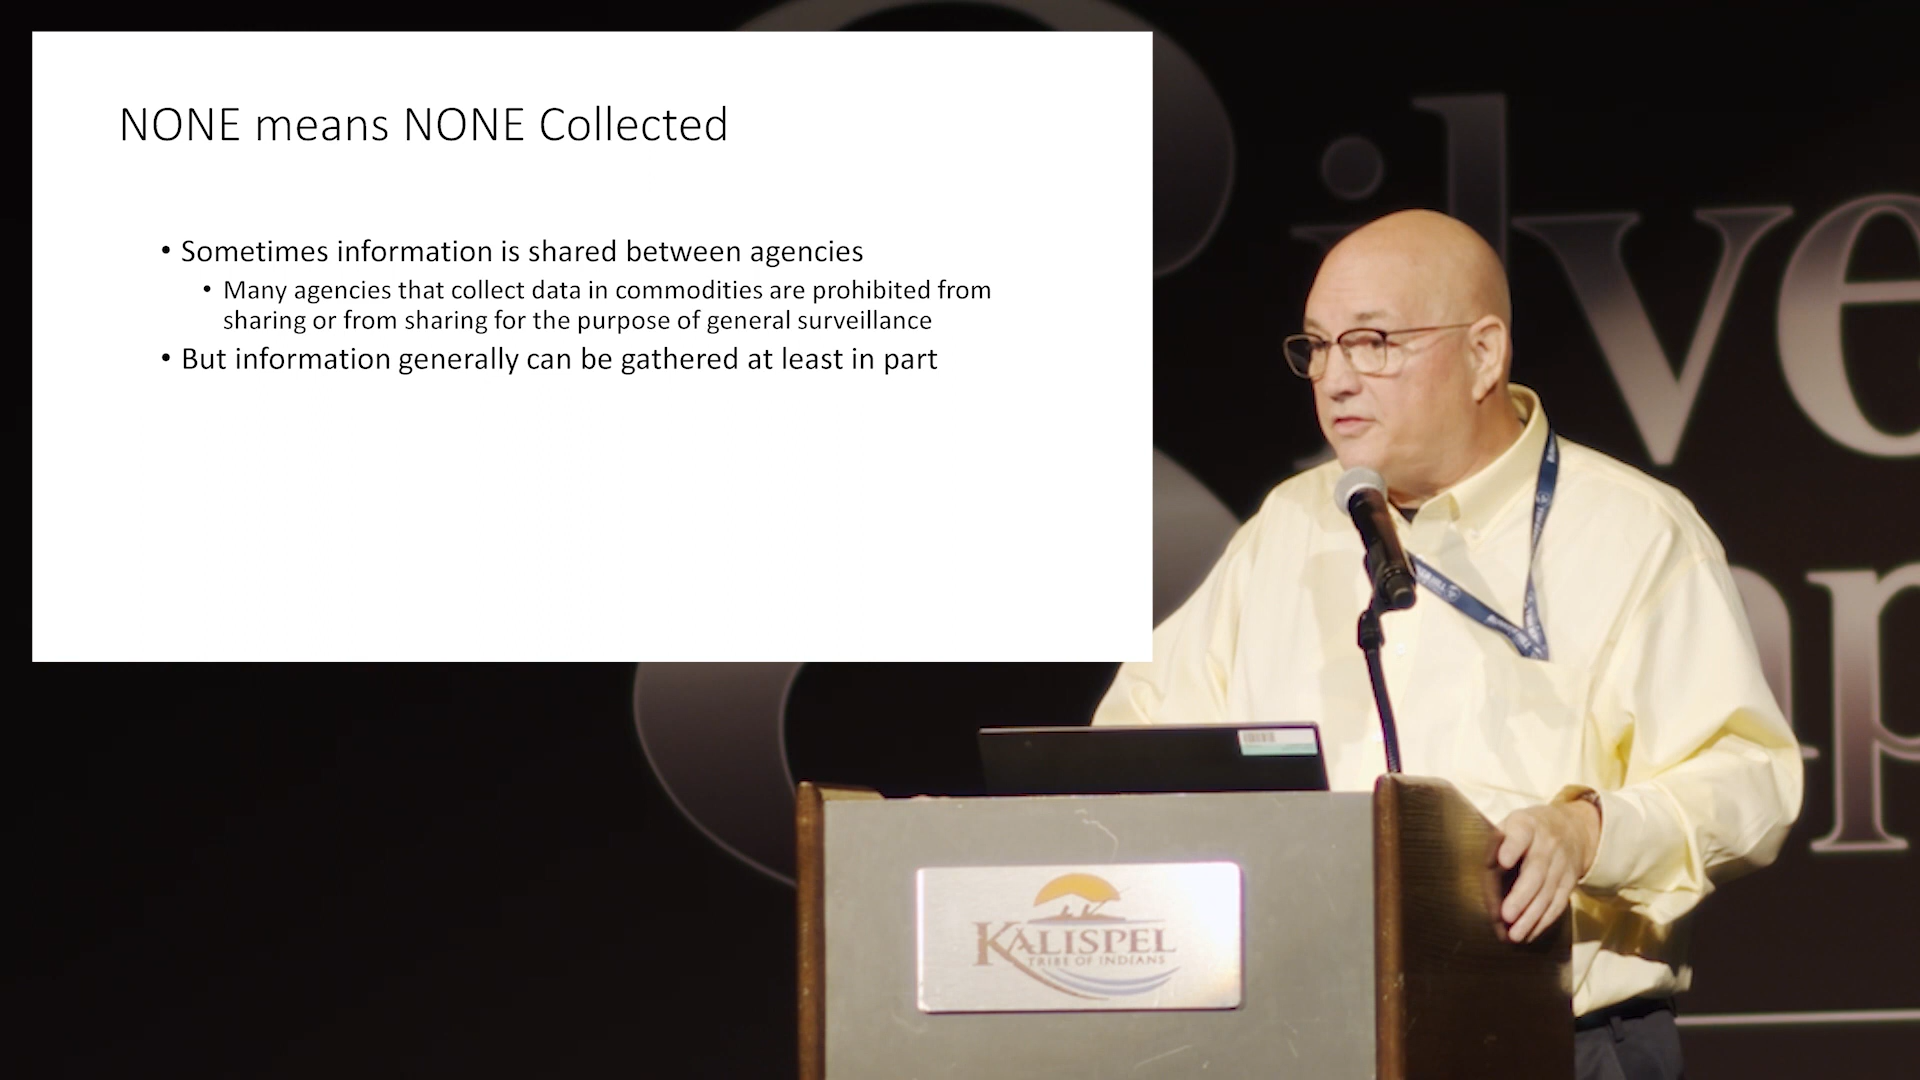 NONE means NONE Collected
• Sometimes information is shared between agencies
• Many agencies that collect data in commodities are prohibited from
sharing or from sharing for the purpose of general surveillance
• But information generally can be gathered at least in part
ilve
p
KALISPEL
TRIBE OF INDIANS